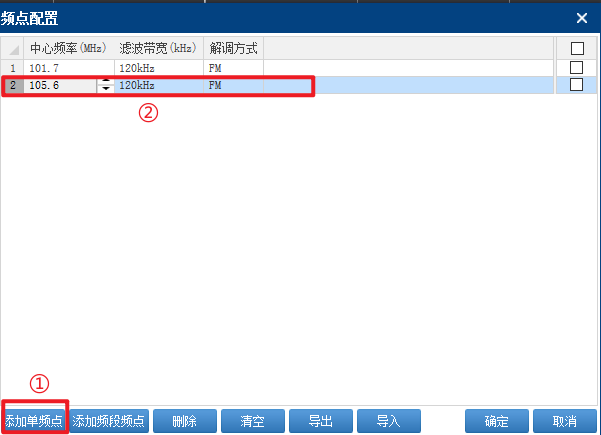 频点配置
中心频率(MHz) 滤波带宽(kHz) 解调方式
1 101.7 120kHz FM
2 105.6 120kHz FM
②
①
添加单频点 添加频段频点 删除 清空 导出 导入 确定 取消